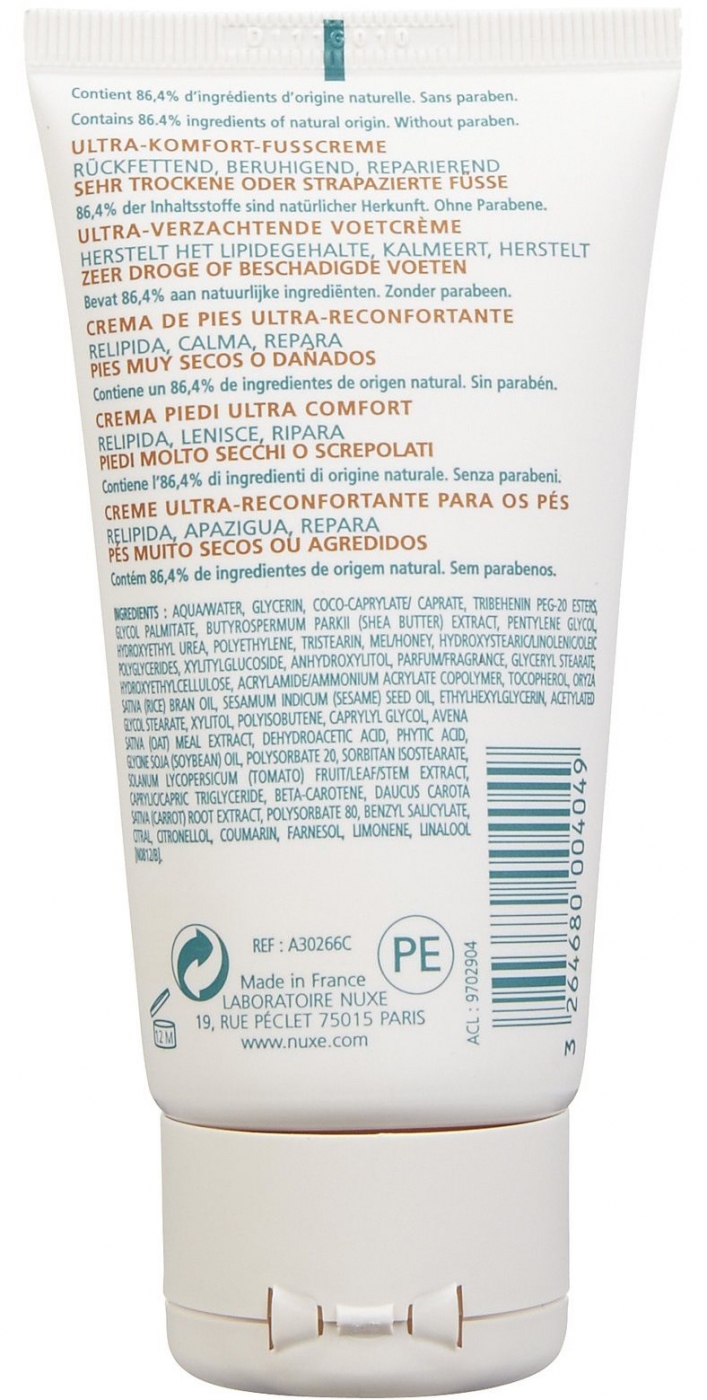 Contient 86,4% d'ingrédients d'origine naturelle. Sans paraben.
Contains 86.4% ingredients of natural origin. Without paraben.
ULTRA-KOMFORT-FUSSCREME
RÜCKFETTEND, BERUHIGEND, REPARIEREND
SEHR TROCKENE ODER STRAPAZIERTE FÜSSE
86,4% der Inhaltsstoffe sind natürlicher Herkunft. Ohne Parabene.
ULTRA-VERZACHTENDE VOETCRÈME
HERSTELT HET LIPIDEGEHALTE, KALMEERT, HERSTELT
ZEER DROGE OF BESCHADIGDE VOETEN
Bevat 86,4% aan natuurlijke ingrediënten. Zonder parabeen.
CREMA DE PIES ULTRA-RECONFORTANTE
RELIPIDA, CALMA, REPARA
PIES MUY SECOS O DAÑADOS
Contiene un 86,4% de ingredientes de origen natural. Sin parabén.
CREMA PIEDI ULTRA COMFORT
RELIPIDA, LENISCE, RIPARA
PIEDI MOLTO SECCHI O SCREPOLATI
Contiene l'86,4% di ingredienti di origine naturale. Senza parabeni.
CREME ULTRA-RECONFORTANTE PARA OS PÉS
RELIPIDA, APAZIGUA, REPARA
PÉS MUITO SECOS OU AGREDIDOS
Contém 86,4% de ingredientes de origem natural. Sem parabenos.
INGREDIENTS : AQUA/WATER, GLYCERIN, COCO-CAPRYLATE/ CAPRATE, TRIBEHENIN PEG-20 ESTERS,
GLYCOL PALMITATE, BUTYROSPERMUM PARKII (SHEA BUTTER) EXTRACT, PENTYLENE GLYCOL,
HYDROXYETHYL UREA, POLYETHYLENE, TRISTEARIN, MEL/HONEY, HYDROXYSTEARIC/LINOLENIC/OLEIC
POLYGLYCERIDES, XYLITYLGLUCOSIDE, ANHYDROXYLITOL, PARFUM/FRAGRANCE, GLYCERYL STEARATE,
HYDROXYETHYLCELLULOSE, ACRYLAMIDE/AMMONIUM ACRYLATE COPOLYMER, TOCOPHEROL, ORYZA
SATIVA (RICE) BRAN OIL, SESAMUM INDICUM (SESAME) SEED OIL, ETHYLHEXYLGLYCERIN, ACETYLATED
GLYCOL STEARATE, XYLITOL, POLYISOBUTENE, CAPRYLYL GLYCOL, AVENA
SATIVA (OAT) MEAL EXTRACT, DEHYDROACETIC ACID, PHYTIC ACID,
GLYCINE SOJA (SOYBEAN) OIL, POLYSORBATE 20, SORBITAN ISOSTEARATE,
SOLANUM LYCOPERSICUM (TOMATO) FRUIT/LEAF/STEM EXTRACT,
CAPRYLIC/CAPRIC TRIGLYCERIDE, BETA-CAROTENE, DAUCUS CAROTA
SATIVA (CARROT) ROOT EXTRACT, POLYSORBATE 80, BENZYL SALICYLATE,
CITRAL, CITRONELLOL, COUMARIN, FARNESOL, LIMONENE, LINALOOL
[N0812/B].
REF : A30266C
PE
Made in France
LABORATOIRE NUXE
19, RUE PÉCLET 75015 PARIS
www.nuxe.com
12 M
ACL : 9702904
3 264680 004049